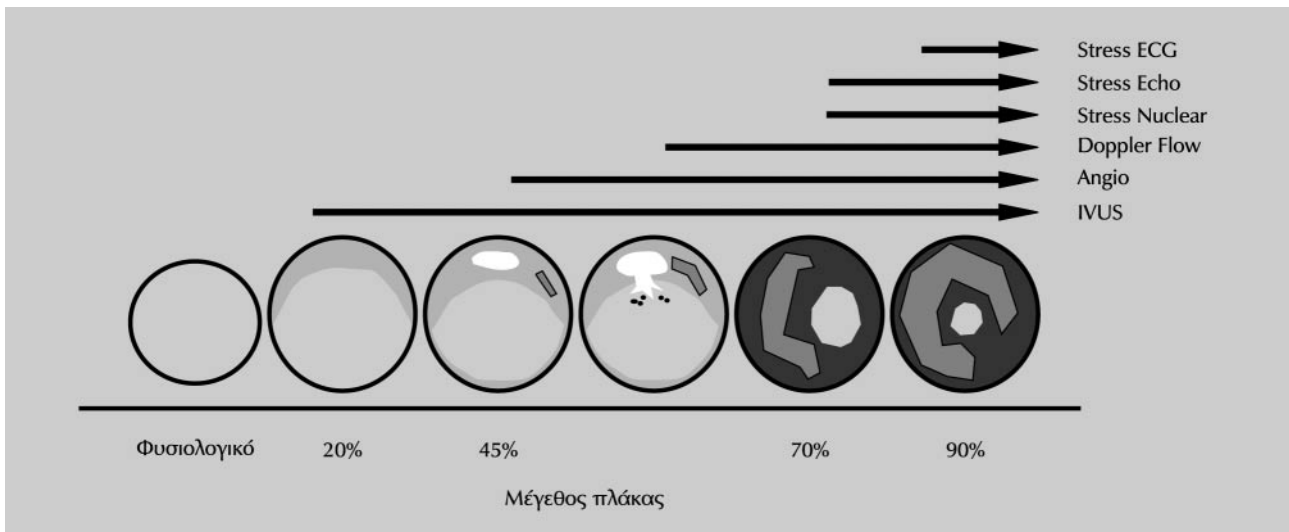 Stress ECG
Stress Echo
Stress Nuclear
Doppler Flow
Angio
IVUS
Φυσιολογικό 20% 45% 70% 90%
Μέγεθος πλάκας